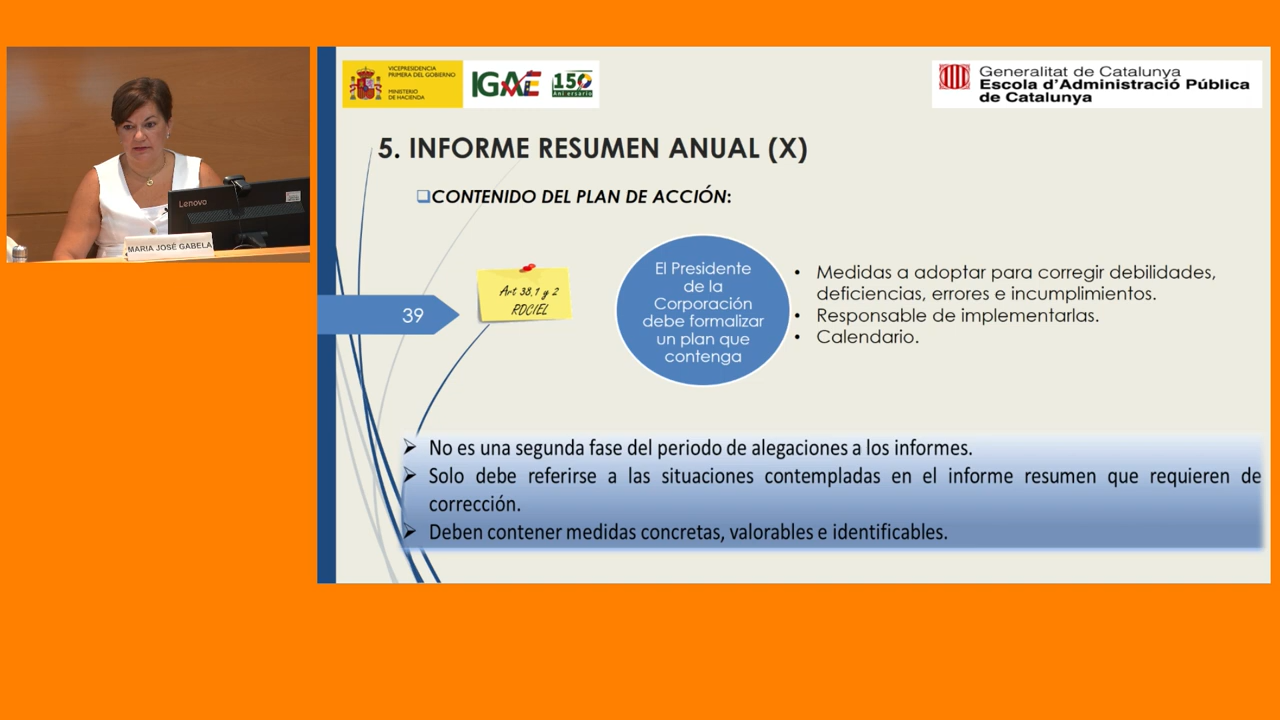 VICEPRESIDENCIA
PRIMERA DEL GOBIERNO
MINISTERIO
DE HACIENDA
IGAE
150
Aniversario
Generalitat de Catalunya
Escola d'Administració Pública
de Catalunya
Lenovo
MARIA JOSÉ GABELA
5. INFORME RESUMEN ANUAL (X)
CONTENIDO DEL PLAN DE ACCIÓN:
39
Art 38,1 y 2
RDCIEL
El Presidente
de la
Corporación
debe formalizar
un plan que
contenga
• Medidas a adoptar para corregir debilidades,
deficiencias, errores e incumplimientos.
• Responsable de implementarlas.
• Calendario.
➢ No es una segunda fase del periodo de alegaciones a los informes.
➢ Solo debe referirse a las situaciones contempladas en el informe resumen que requieren de
corrección.
➢ Deben contener medidas concretas, valorables e identificables.